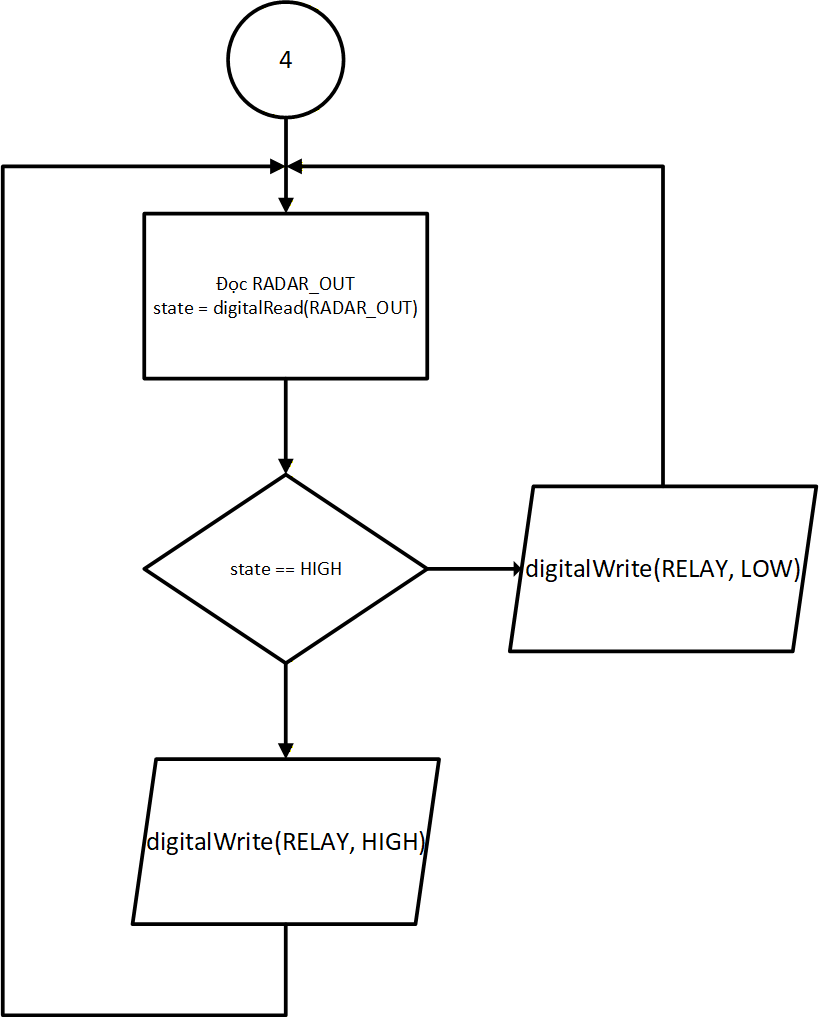 4
Đọc RADAR_OUT
state = digitalRead(RADAR_OUT)
state == HIGH
digitalWrite(RELAY, LOW)
digitalWrite(RELAY, HIGH)